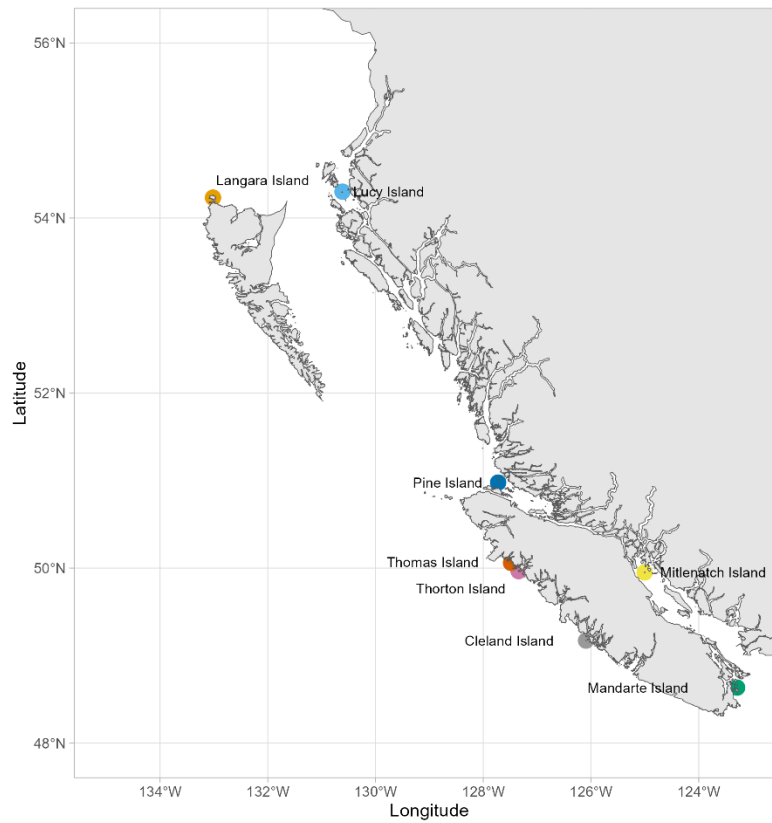 56°N
54°N
52°N
50°N
48°N
Latitude
Langara Island
Lucy Island
Pine Island
Thomas Island
Thorton Island
Mitlenatch Island
Cleland Island
Mandarte Island
134°W
132°W
130°W
128°W
126°W
124°W
Longitude